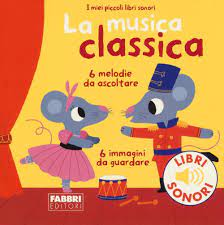 I miei piccoli libri sonori
La musica
classica
6 melodie
da ascoltare
6 immagini
da guardare
LIBRI
SONORI
FABBRI
EDITORI